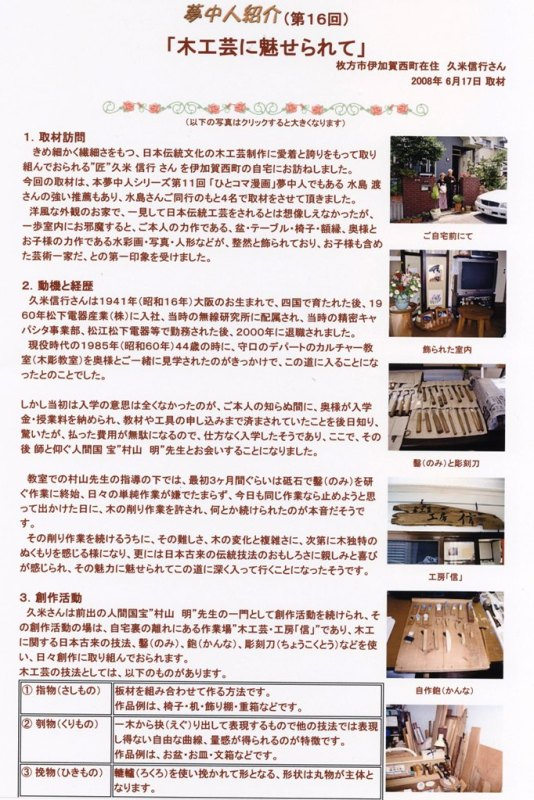 夢中人紹介（第１６回）
「木工芸に魅せられて」
枚方市伊加賀西町在住　久米信行さん
2008年 6月17日 取材
（以下の写真はクリックすると大きくなります）
１．取材訪問
　きめ細かく繊細さをもつ、日本伝統文化の木工芸制作に愛着と誇りをもって取り
組んでおられる“匠”久米 信行 さん を伊加賀西町の自宅にお訪ねしました。
今回の取材は、本夢中人シリーズ第11回 「ひとコマ漫画」夢中人でもある 水島 渡
さんの強い推薦もあり、水島さんご同行のもと4名で取材をさせて頂きました。
　洋風な外観のお家で、一見して日本伝統工芸をされるとは想像しえなかったが、
一歩室内にお邪魔すると、ご本人の力作である、盆・テーブル・椅子・額縁、奥様と
お子様の力作である水彩画・写真・人形などが、整然と飾られており、お子様も含め
た芸術一家だ、との第一印象を受けました。
ご自宅前にて
２．動機と経歴
　久米信行さんは1941年（昭和16年）大阪のお生まれで、四国で育たれた後、19
60年松下電器産業（株）に入社、当時の無線研究所に配属され、当時の精密キャ
パシタ事業部、松江松下電器等で勤務された後、2000年に退職されました。
　現役時代の1985年（昭和60年）44歳の時に、守口のデパートのカルチャー教
室（木彫教室）を奥様とご一緒に見学されたのがきっかけで、この道に入ることにな
ったとのことでした。
飾られた室内
しかし当初は入学の意思は全くなかったのが、ご本人の知らぬ間に、奥様が入学
金・授業料を納められ、教材や工具の申し込みまで済まされていたことを後日知り、
驚いたが、払った費用が無駄になるので、仕方なく入学したそうであり、ここで、その
後 師と仰ぐ人間国 宝”村山　明”先生とお会いすることになりました。
鑿（のみ）と彫刻刀
　教室での村山先生の指導の下では、最初3ヶ月間ぐらいは砥石で鑿（のみ）を研
ぐ作業に終始、日々の単純作業が嫌でたまらず、今日も同じ作業なら止めようと思
って出かけた日に、木の削り作業を許され、何とか続けられたのが本音だそうで
す。
　その削り作業を続けるうちに、その難しさ、木の変化と複雑さに、次第に木独特の
ぬくもりを感じる様になり、更には日本古来の伝統技法のおもしろさに親しみと喜び
が感じられ、その魅力に魅せられてこの道に深く入って行くことになったそうです。
工房「信」
３．創作活動
　久米さんは前出の人間国宝”村山　明”先生の一門として創作活動を続けられ、そ
の創作活動の場は、自宅裏の離れにある作業場”木工芸・工房「信」”であり、木工
に関する日本古来の技法、鑿（のみ）、鉋（かんな）、彫刻刀（ちょうこくとう）などを使
い、日々創作に取り組んでおられます。
木工芸の技法としては、以下のものがあります。
自作鉋（かんな）
① 指物（さしもの）
板材を組み合わせて作る方法です。
作品例は、椅子・机・飾り棚・重箱などです。
② 刳物（くりもの）
一木から抉（えぐ）り出して表現するもので他の技法では表現
し得ない自由な曲線、量感が得られるのが特徴です。
作品例は、お盆・お皿・文箱などです。
③ 挽物（ひきもの）
轆轤（ろくろ）を使い挽かれて形となる、形状は丸物が主体と
なります。